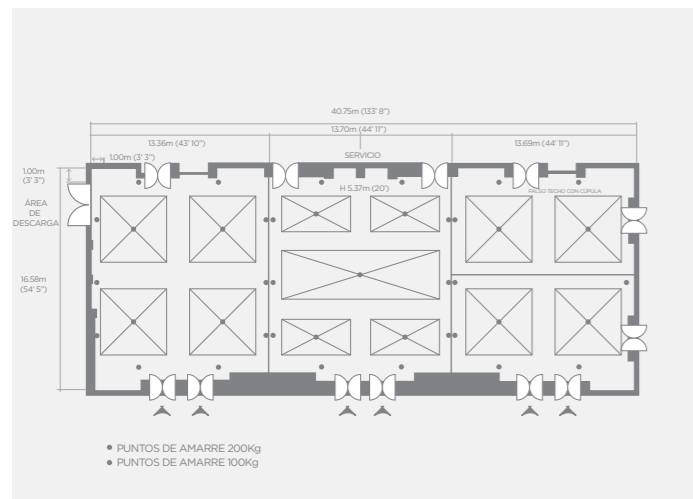 40.75m (133' 8")
13.70m (44' 11")
13.36m (43' 10")
13.69m (44' 11")
1.00m (3' 3")
SERVICIO
1.00m
(3' 3")
H 5.37m (20')
FALSO TECHO CON CÚPULA
ÁREA
DE
DESCARGA
16.58m
(54' 5")
PUNTOS DE AMARRE 200Kg
PUNTOS DE AMARRE 100Kg